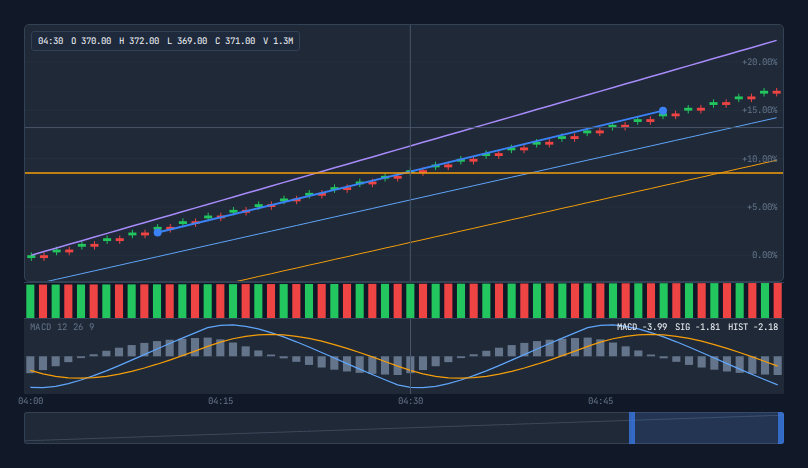 04:30 O 370.00 H 372.00 L 369.00 C 371.00 V 1.3M
+20.00%
+15.00%
+10.00%
+5.00%
0.00%
MACD 12 26 9 MACD -3.99 SIG -1.81 HIST -2.18
04:00 04:15 04:30 04:45